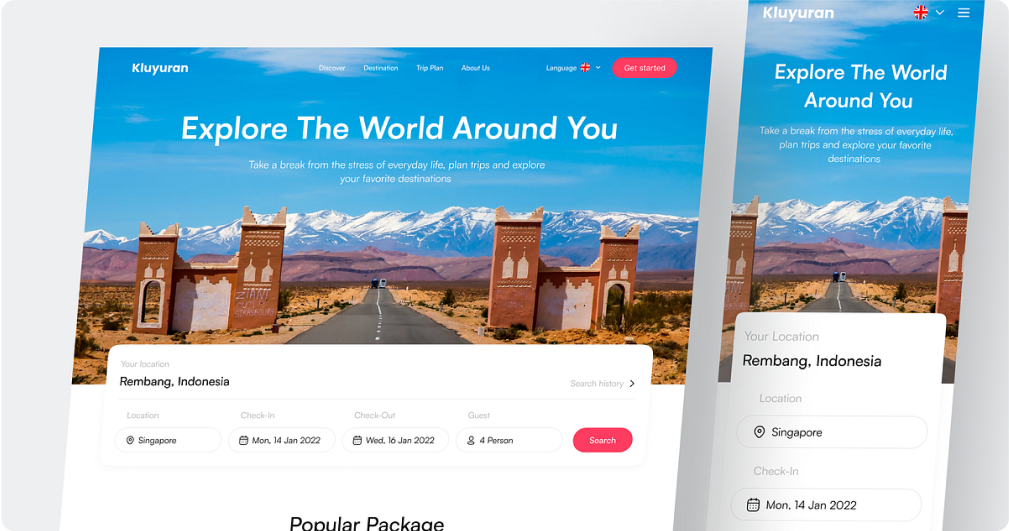 Kluyuran
Discover Destination Trip Plan About Us Language Get started
Explore The World Around You
Take a break from the stress of everyday life, plan trips and explore
your favorite destinations
Your location
Rembang, Indonesia
Search history
Location Check-In Check-Out Guest
Singapore Mon, 14 Jan 2022 Wed, 16 Jan 2022 4 Person Search
Popular Package
Kluyuran
Explore The World
Around You
Take a break from the stress of everyday life,
plan trips and explore your favorite
destinations
Your Location
Rembang, Indonesia
Location
Singapore
Check-In
Mon, 14 Jan 2022